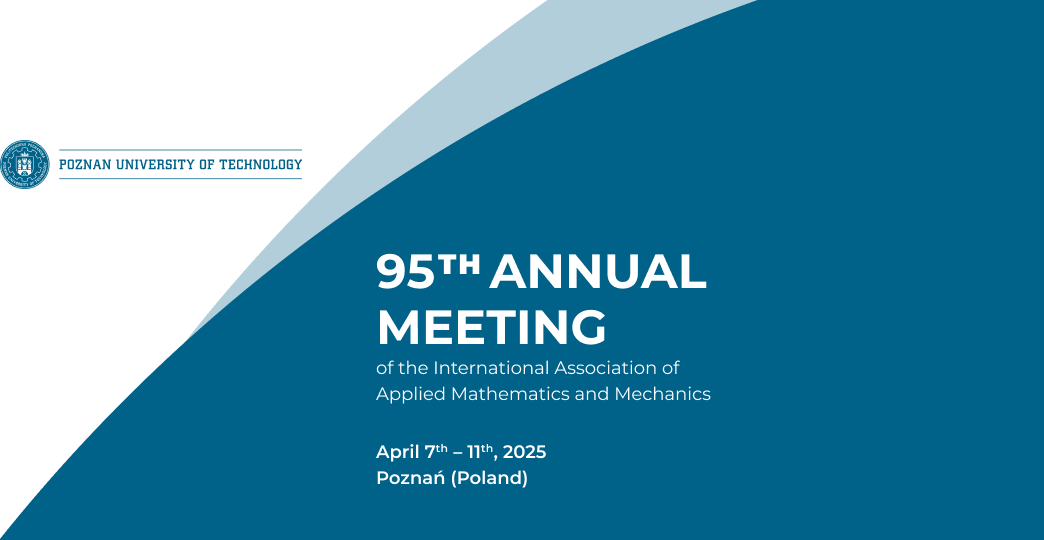 POZNAN UNIVERSITY OF TECHNOLOGY
95TH ANNUAL
MEETING
of the International Association of
Applied Mathematics and Mechanics
April 7th – 11th, 2025
Poznań (Poland)